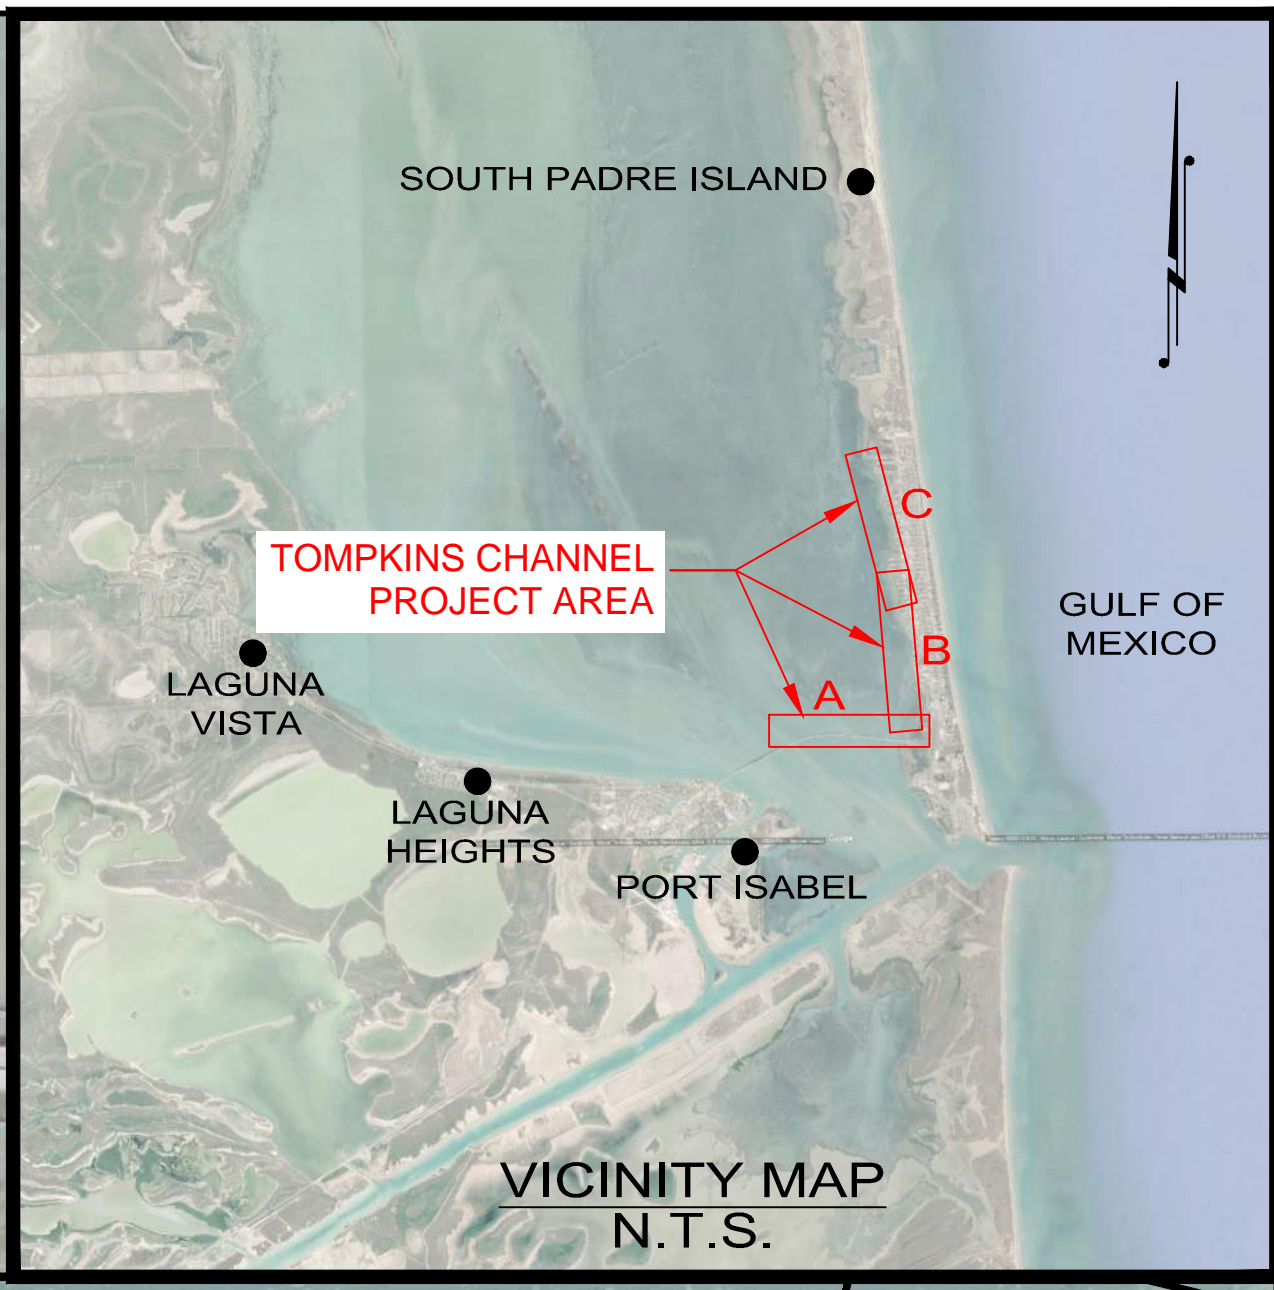 SOUTH PADRE ISLAND
C
TOMPKINS CHANNEL
PROJECT AREA
GULF OF
MEXICO
B
LAGUNA
VISTA
A
LAGUNA
HEIGHTS
PORT ISABEL
VICINITY MAP
N.T.S.